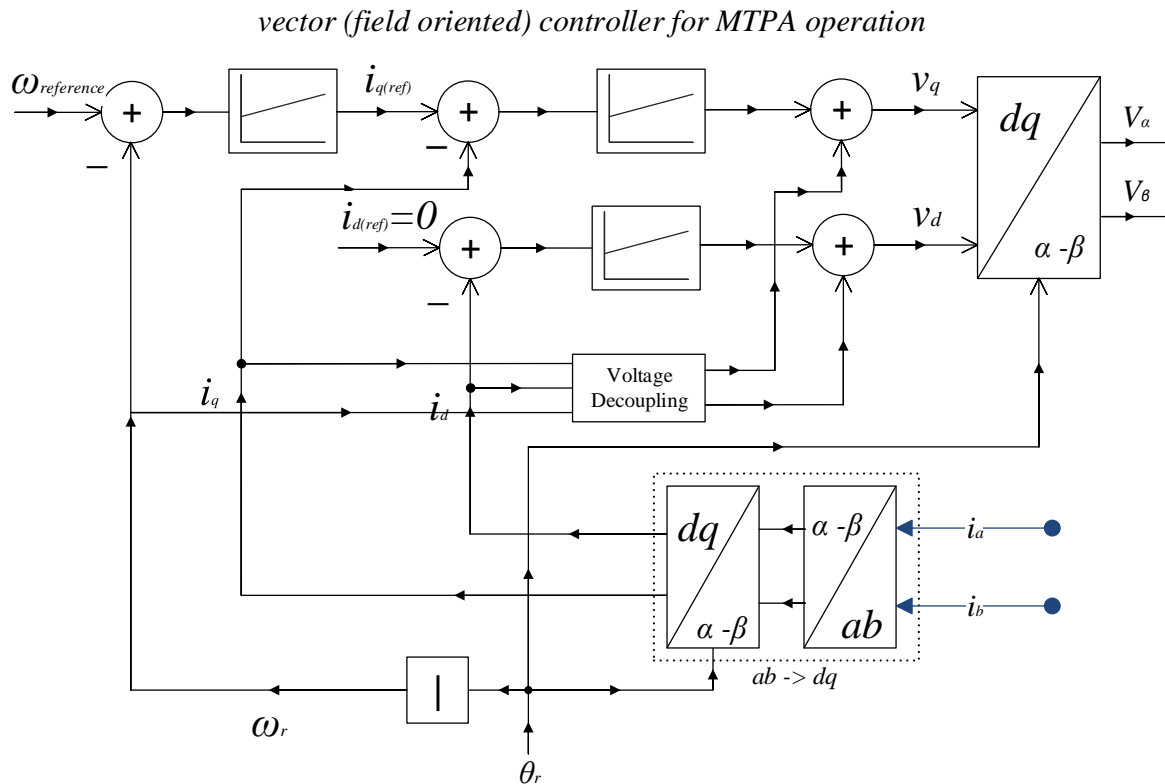 vector (field oriented) controller for MTPA operation
ωreference
+
−
iq(ref)
+
−
+
vq
dq
α -β
Vα
Vβ
id(ref)=0
+
−
+
vd
Voltage
Decoupling
iq
id
dq
α -β
α -β
ab
ia
ib
ab -> dq
|
ωr
θr